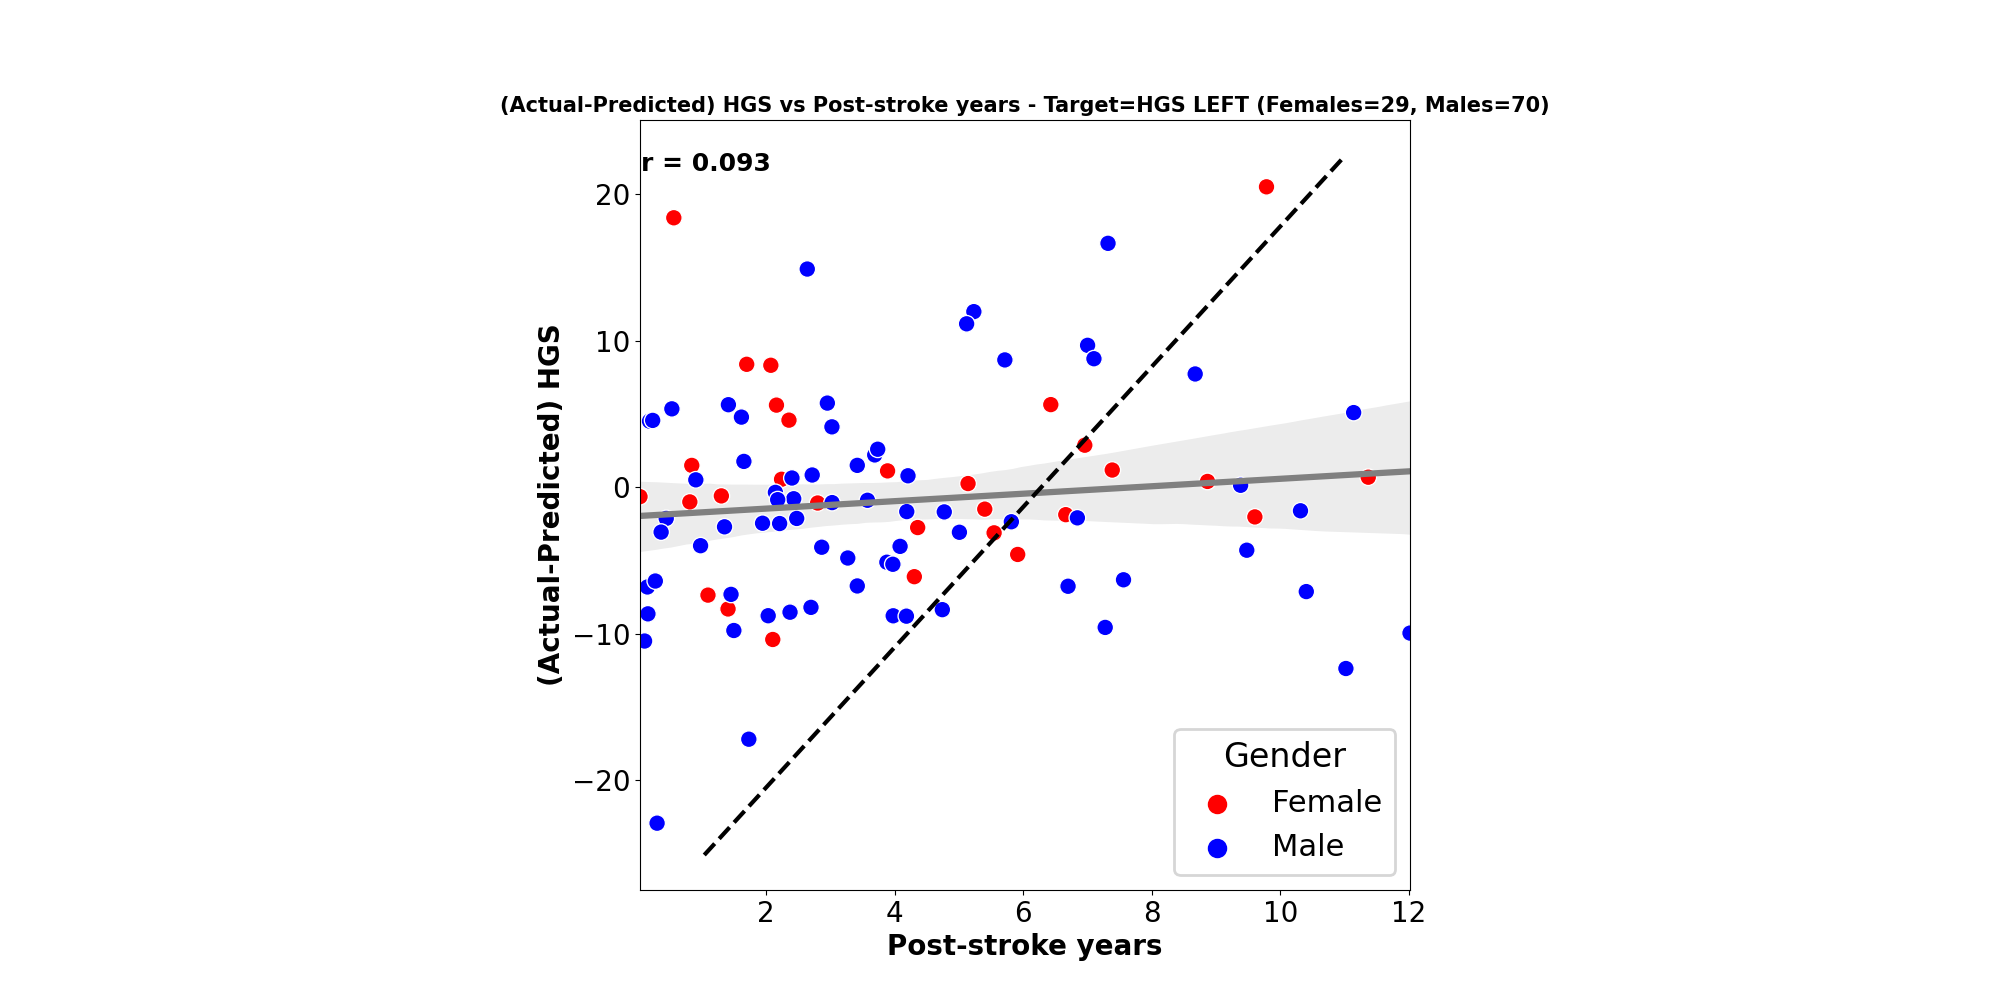 (Actual-Predicted) HGS vs Post-stroke years - Target=HGS LEFT (Females=29, Males=70)
r = 0.093
20
10
0
−10
−20
(Actual-Predicted) HGS
Gender
Female
Male
2 4 6 8 10 12
Post-stroke years